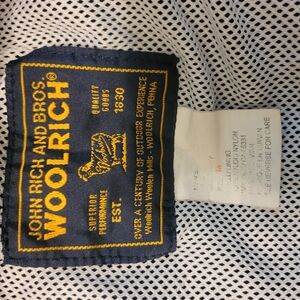 JOHN RICH AND BROS.
WOOLRICH®
SUPERIOR
PERFORMANCE
QUALITY
GOODS
EST. 1830
OVER A CENTURY OF OUTDOOR EXPERIENCE
Woolrich Woolen Mills - WOOLRICH, PENNA.
NYLON
REVERSE FOR CARE